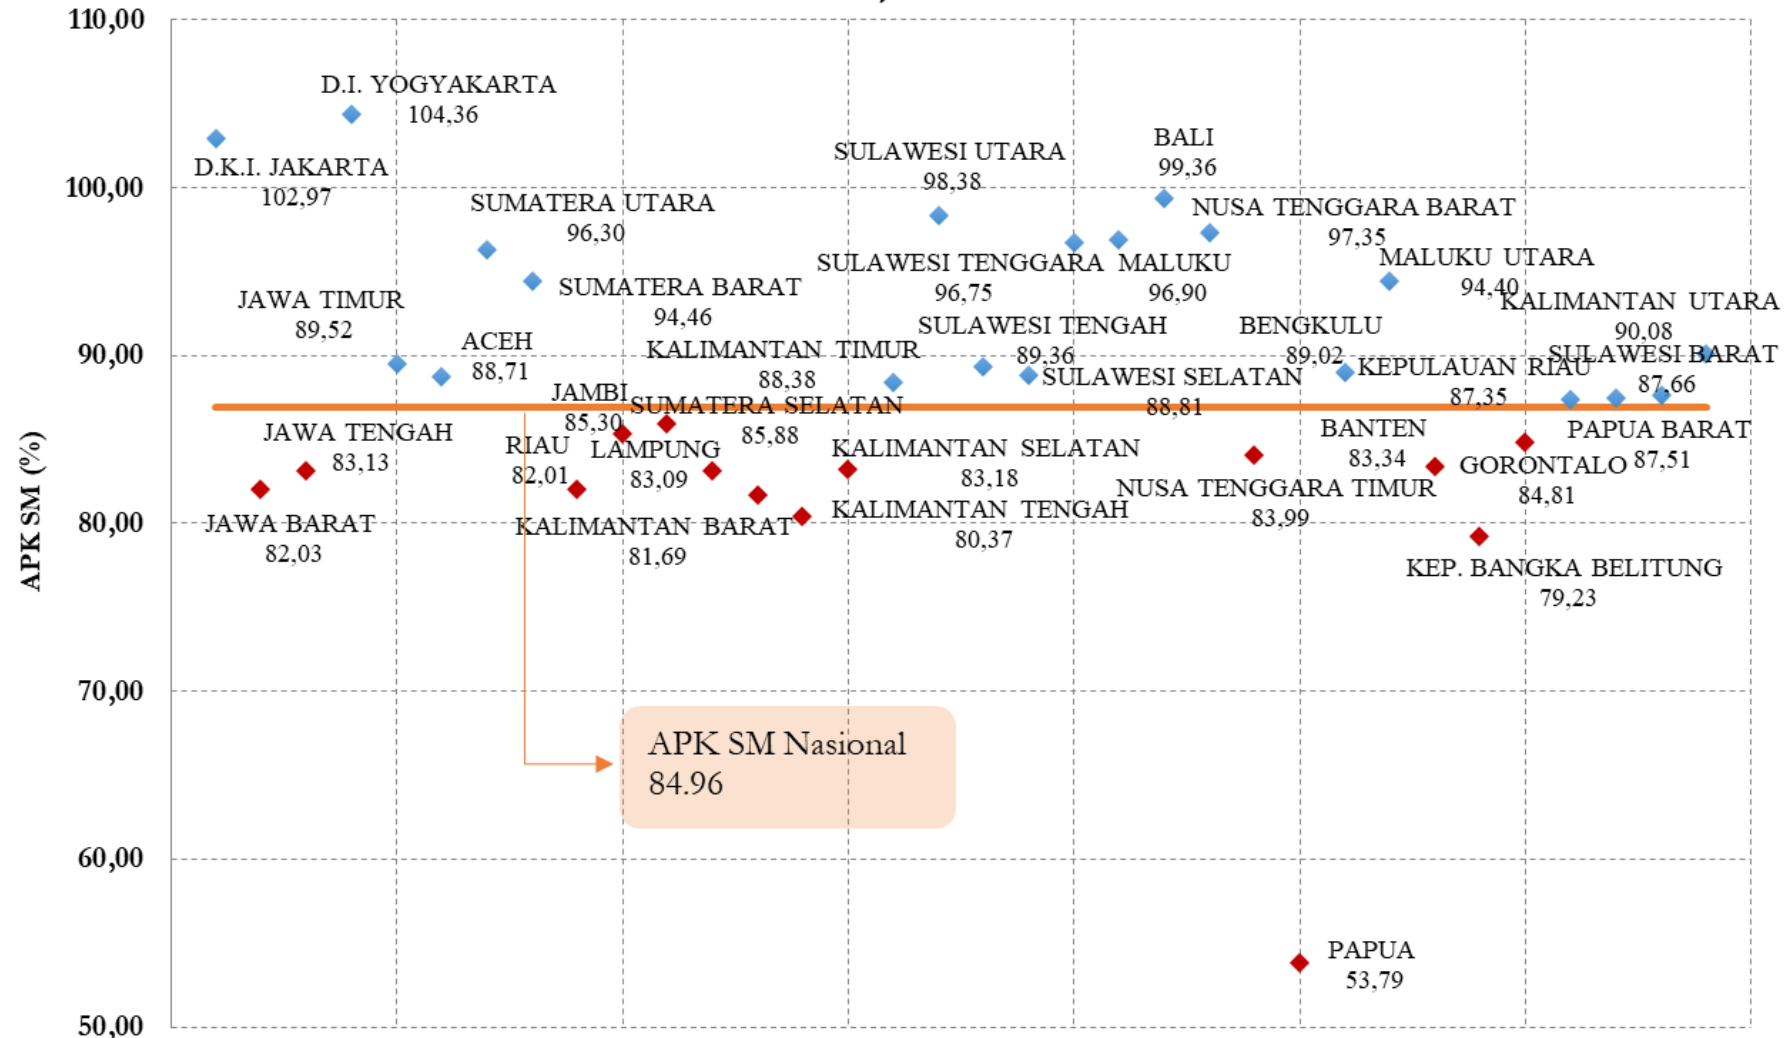 110,00
D.I. YOGYAKARTA
104,36
D.K.I. JAKARTA
102,97
BALI
99,36
SULAWESI UTARA
98,38
100,00
SUMATERA UTARA
96,30
NUSA TENGGARA BARAT
97,35
SULAWESI TENGGARA
96,75
MALUKU
96,90
MALUKU UTARA
94,40
SUMATERA BARAT
94,46
JAWA TIMUR
89,52
KALIMANTAN UTARA
90,08
SULAWESI TENGAH
89,36
BENGKULU
89,02
ACEH
88,71
90,00
KALIMANTAN TIMUR
88,38
SULAWESI BARAT
87,66
KEPULAUAN RIAU
87,35
SULAWESI SELATAN
88,81
JAMBI
85,30
SUMATERA SELATAN
85,88
JAWA TENGAH
83,13
RIAU
82,01
LAMPUNG
83,09
KALIMANTAN SELATAN
83,18
BANTEN
83,34
PAPUA BARAT
87,51
GORONTALO
84,81
NUSA TENGGARA TIMUR
83,99
80,00
JAWA BARAT
82,03
KALIMANTAN BARAT
81,69
KALIMANTAN TENGAH
80,37
KEP. BANGKA BELITUNG
79,23
APK SM (%)
70,00
APK SM Nasional
84.96
60,00
PAPUA
53,79
50,00